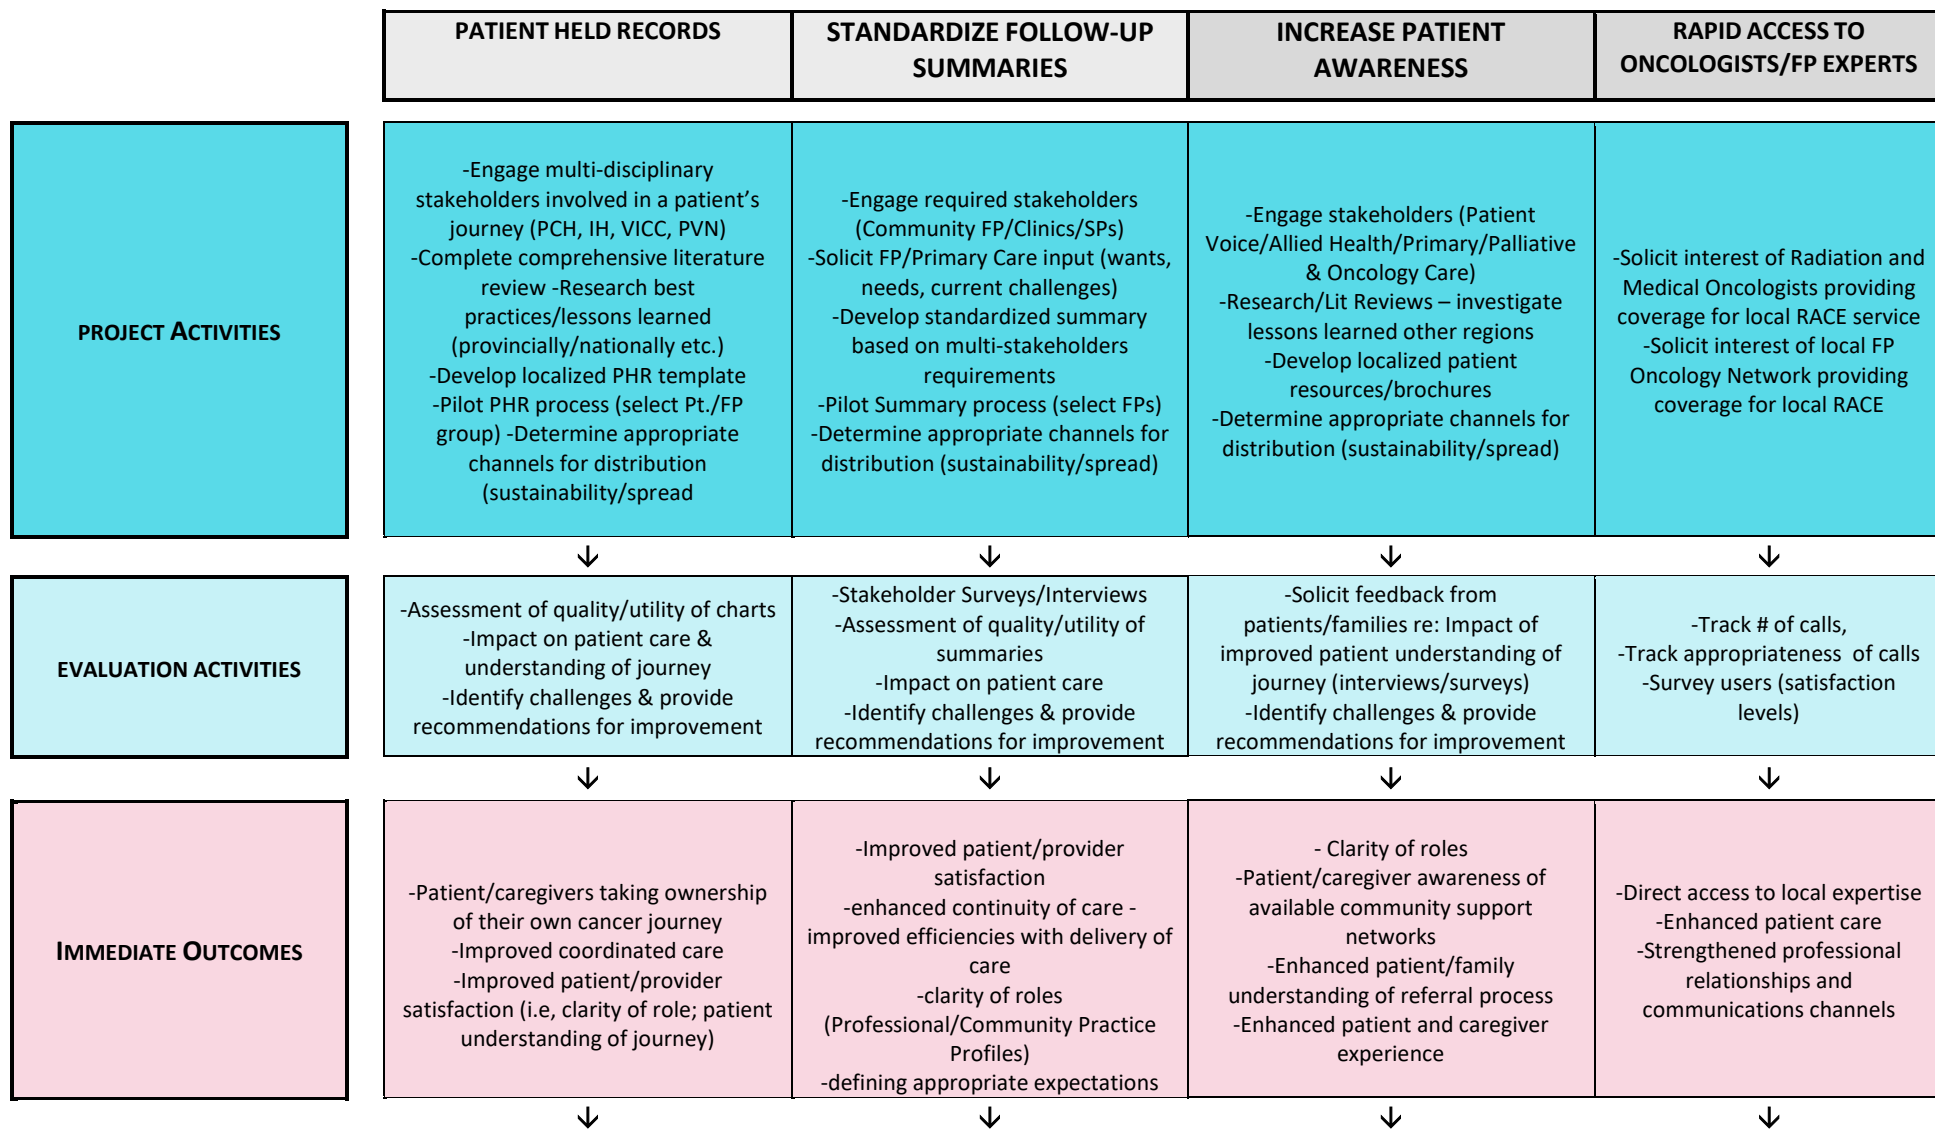 PATIENT HELD RECORDS
STANDARDIZE FOLLOW-UP
SUMMARIES
INCREASE PATIENT
AWARENESS
RAPID ACCESS TO
ONCOLOGISTS/FP EXPERTS
PROJECT ACTIVITIES
-Engage multi-disciplinary
stakeholders involved in a patient’s
journey (PCH, IH, VICC, PVN)
-Complete comprehensive literature
review -Research best
practices/lessons learned
(provincially/nationally etc.)
-Develop localized PHR template
-Pilot PHR process (select Pt./FP
group) -Determine appropriate
channels for distribution
(sustainability/spread
-Engage required stakeholders
(Community FP/Clinics/SPs)
-Solicit FP/Primary Care input (wants,
needs, current challenges)
-Develop standardized summary
based on multi-stakeholders
requirements
-Pilot Summary process (select FPs)
-Determine appropriate channels for
distribution (sustainability/spread)
-Engage stakeholders (Patient
Voice/Allied Health/Primary/Palliative
& Oncology Care)
-Research/Lit Reviews – investigate
lessons learned other regions
-Develop localized patient
resources/brochures
-Determine appropriate channels for
distribution (sustainability/spread)
-Solicit interest of Radiation and
Medical Oncologists providing
coverage for local RACE service
-Solicit interest of local FP
Oncology Network providing
coverage for local RACE
EVALUATION ACTIVITIES
-Assessment of quality/utility of charts
-Impact on patient care &
understanding of journey
-Identify challenges & provide
recommendations for improvement
-Stakeholder Surveys/Interviews
-Assessment of quality/utility of
summaries
-Impact on patient care
-Identify challenges & provide
recommendations for improvement
-Solicit feedback from
patients/families re: Impact of
improved patient understanding of
journey (interviews/surveys)
-Identify challenges & provide
recommendations for improvement
-Track # of calls,
-Track appropriateness  of calls
-Survey users (satisfaction
levels)
IMMEDIATE OUTCOMES
-Patient/caregivers taking ownership
of their own cancer journey
-Improved coordinated care
-Improved patient/provider
satisfaction (i.e, clarity of role; patient
understanding of journey)
-Improved patient/provider
satisfaction
-enhanced continuity of care -
improved efficiencies with delivery of
care
-clarity of roles
(Professional/Community Practice
Profiles)
-defining appropriate expectations
- Clarity of roles
-Patient/caregiver awareness of
available community support
networks
-Enhanced patient/family
understanding of referral process
-Enhanced patient and caregiver
experience
-Direct access to local expertise
-Enhanced patient care
-Strengthened professional
relationships and
communications channels